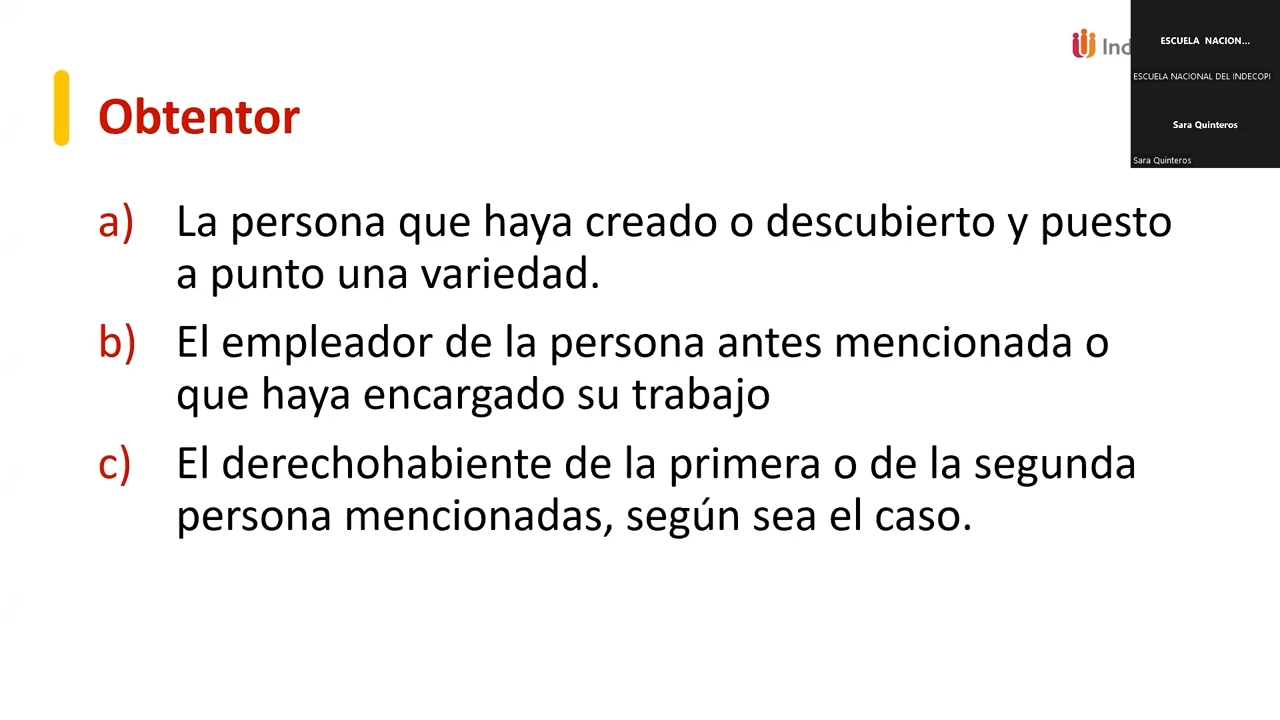 Ind
ESCUELA NACION...
ESCUELA NACIONAL DEL INDECOPI
Sara Quinteros
Sara Quinteros
Obtentor
a) La persona que haya creado o descubierto y puesto
a punto una variedad.
b) El empleador de la persona antes mencionada o
que haya encargado su trabajo
c) El derechohabiente de la primera o de la segunda
persona mencionadas, según sea el caso.